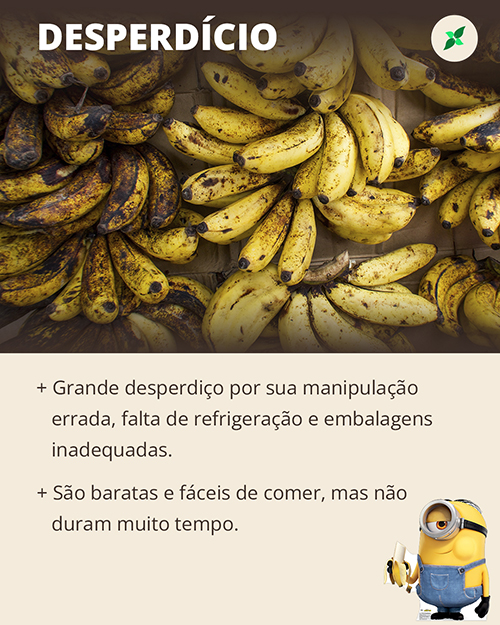 DESPERDÍCIO
+ Grande desperdiço por sua manipulação
errada, falta de refrigeração e embalagens
inadequadas.
+ São baratas e fáceis de comer, mas não
duram muito tempo.